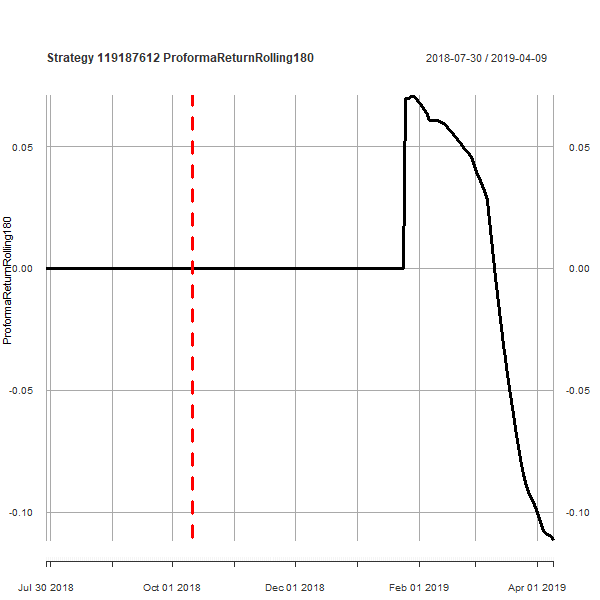 Strategy 119187612 ProformaReturnRolling180
2018-07-30 / 2019-04-09
ProformaReturnRolling180
0.05
0.05
0.00
0.00
-0.05
-0.05
-0.10
-0.10
Jul 30 2018
Oct 01 2018
Dec 01 2018
Feb 01 2019
Apr 01 2019